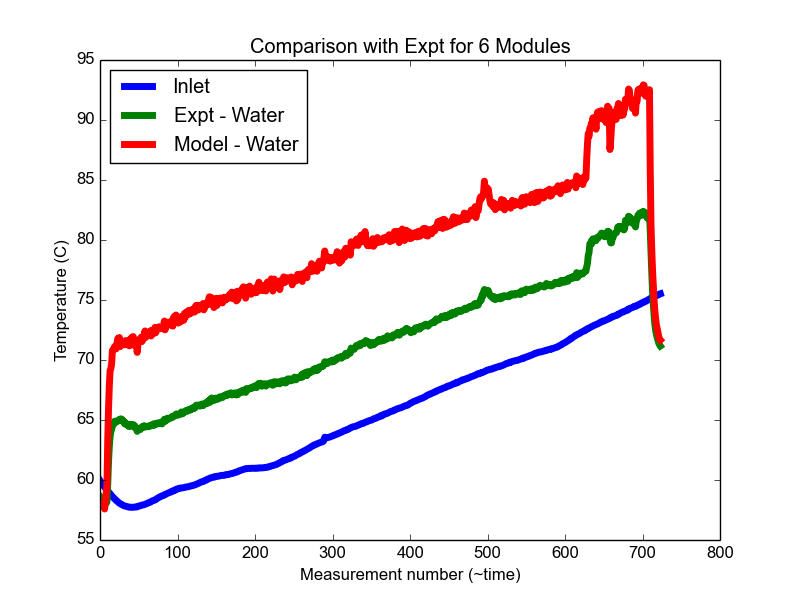 Comparison with Expt for 6 Modules
Inlet
Expt - Water
Model - Water
Temperature (C)
95
90
85
80
75
70
65
60
55
0 100 200 300 400 500 600 700 800
Measurement number (~time)